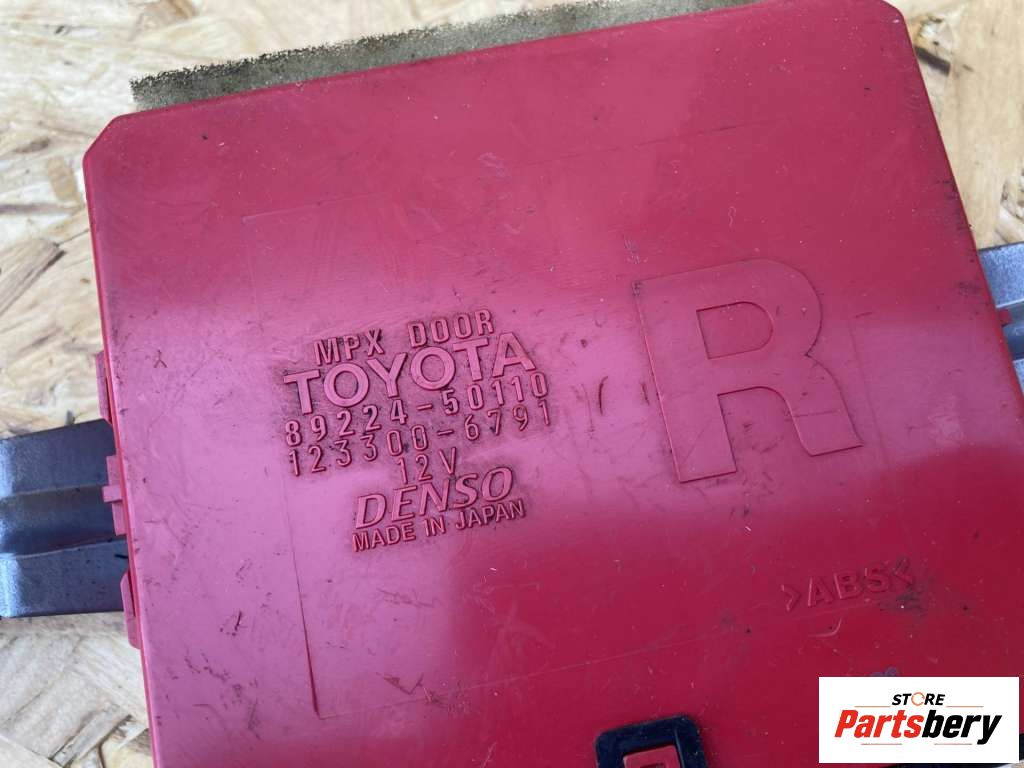 MPX DOOR
TOYOTA
89224-50110
123300-6791
12V
DENSO
MADE IN JAPAN
R
>ABS<
STORE
Partsbery